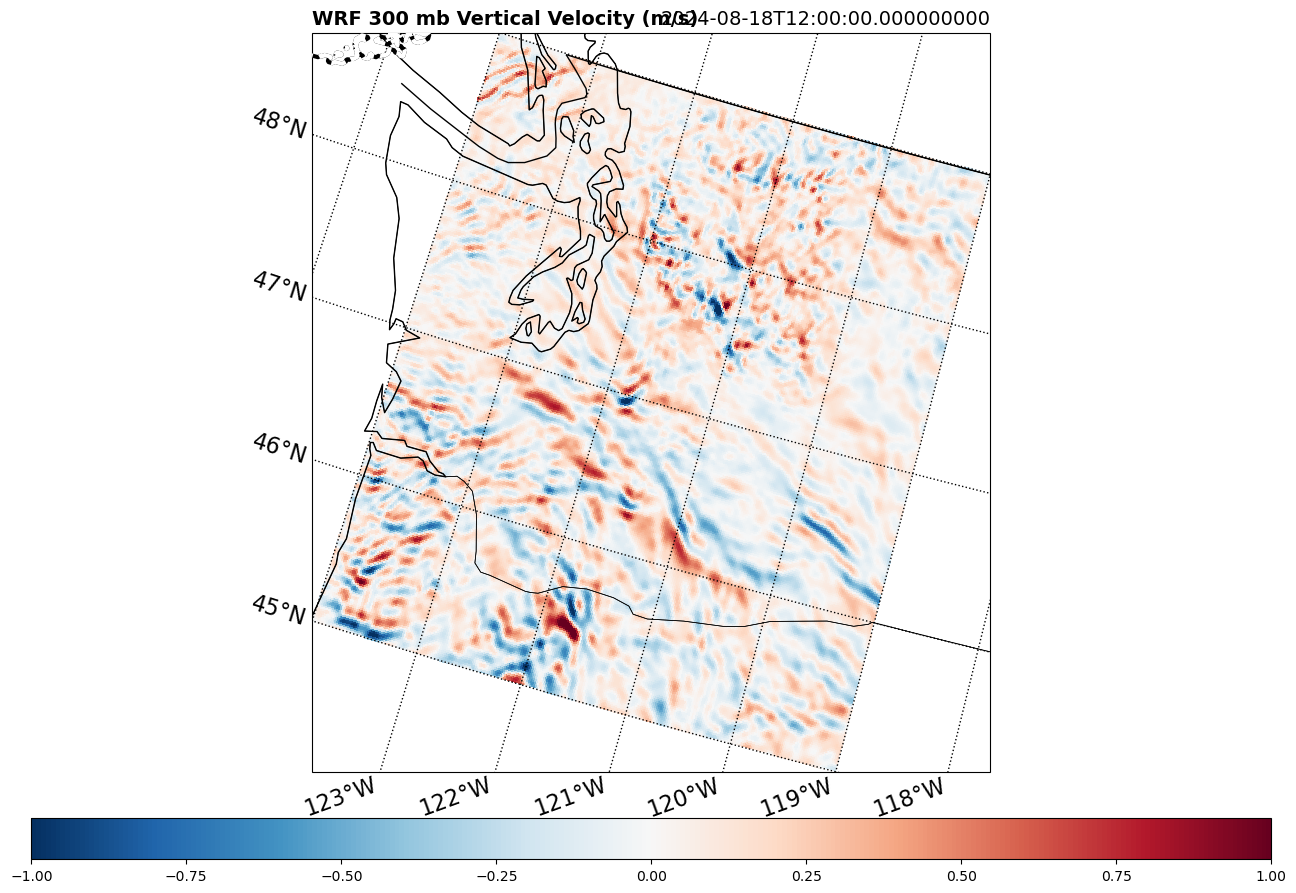 WRF 300 mb Vertical Velocity (m/s) 2024-08-18T12:00:00.000000000
48°N
47°N
46°N
45°N
123°W 122°W 121°W 120°W 119°W 118°W
−1.00 −0.75 −0.50 −0.25 0.00 0.25 0.50 0.75 1.00